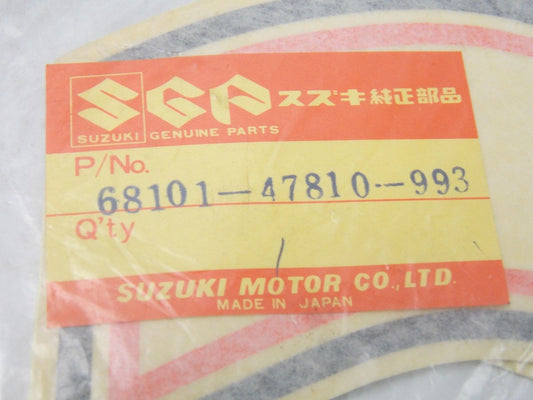 SGP スズキ純正部品
SUZUKI GENUINE PARTS
P/No.
68101-47810-993
Q'ty
1
SUZUKI MOTOR CO.,LTD.
MADE IN JAPAN